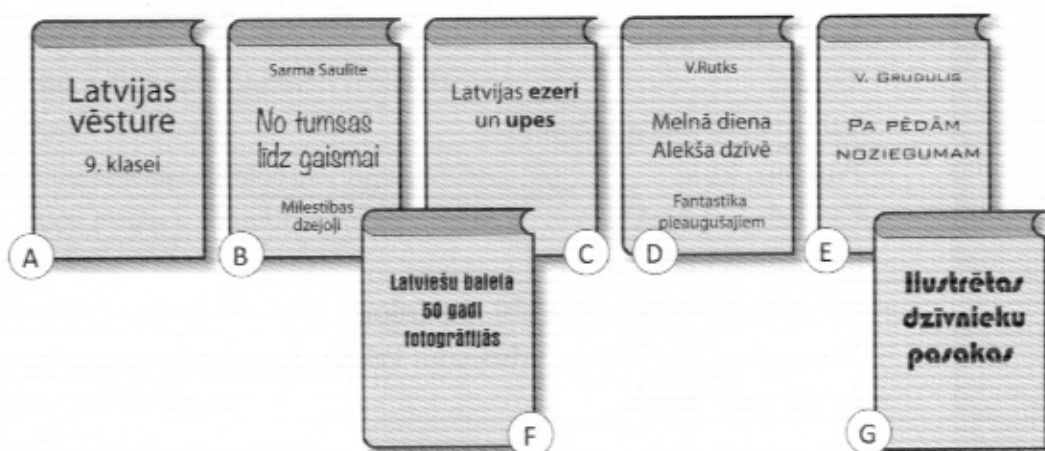 Latvijas
vēsture
9. klasei
A
Sarma Saulīte
No tumsas
līdz gaismai
Mīlestības
dzejoļi
B
Latvijas ezeri
un upes
C
V.Rutks
Melnā diena
Alekša dzīvē
Fantastika
pieaugušajiem
D
V. GRUDULIS
PA PĒDĀM
NOZIEGUMAM
E
Latviešu baleta
50 gadi
fotogrāfijās
F
Ilustrētas
dzīvnieku
pasakas
G